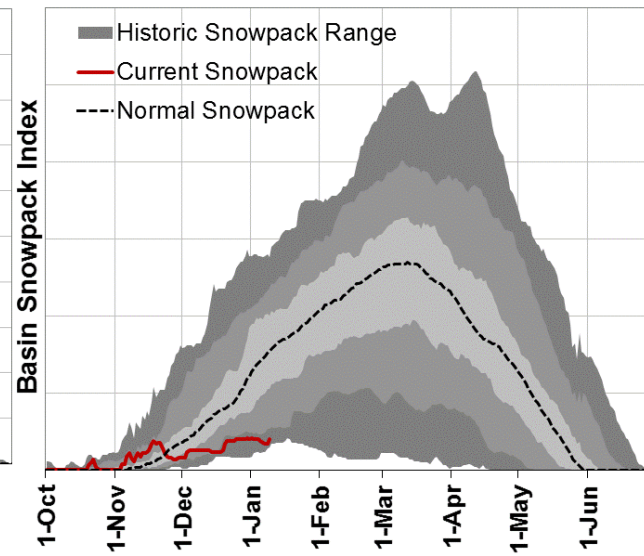 Historic Snowpack Range
Current Snowpack
Normal Snowpack
Basin Snowpack Index
1-Oct
1-Nov
1-Dec
1-Jan
1-Feb
1-Mar
1-Apr
1-May
1-Jun